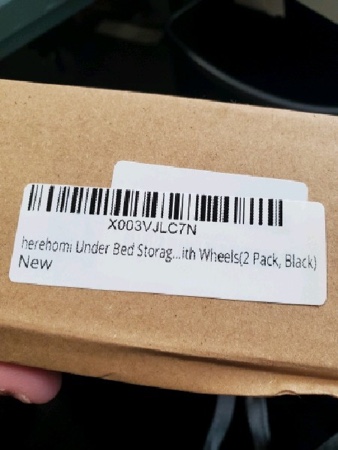 X003VJLC7N
herehomi Under Bed Storag...ith Wheels(2 Pack, Black)
New